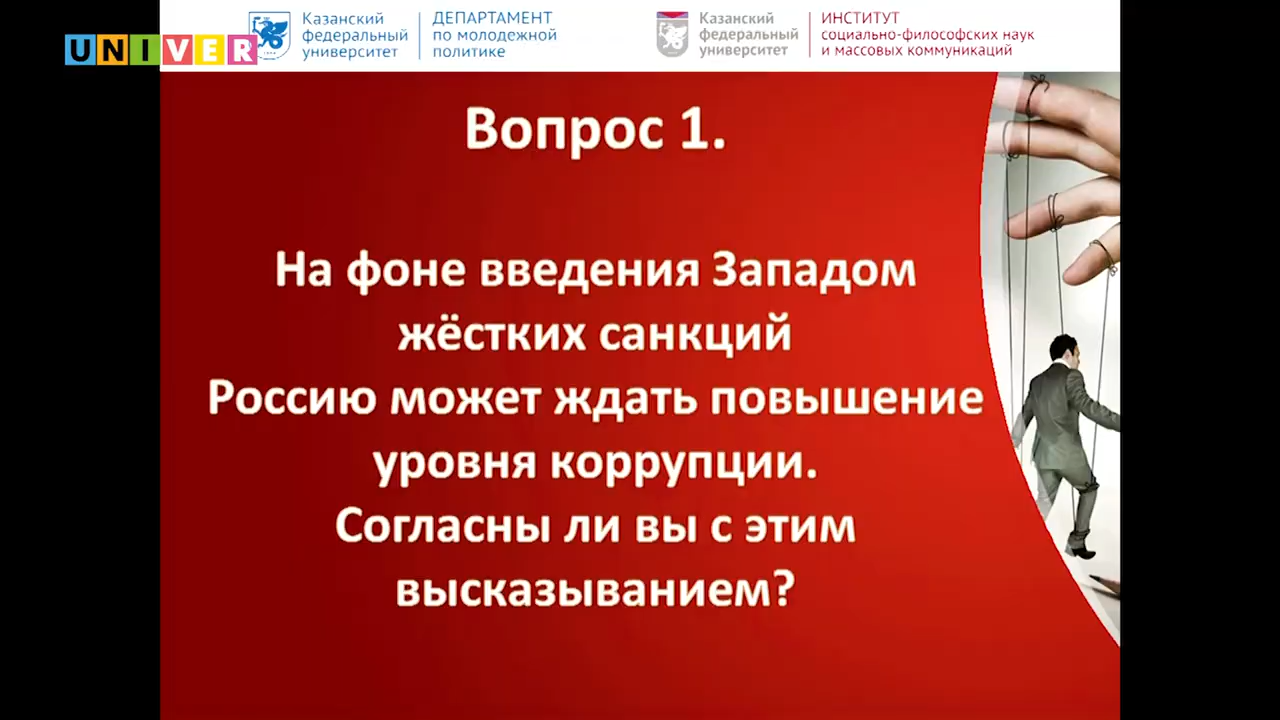 UNIVER
Казанский
федеральный
университет
ДЕПАРТАМЕНТ
по молодежной
политике
Казанский
федеральный
университет
ИНСТИТУТ
социально-философских наук
и массовых коммуникаций
Вопрос 1.
На фоне введения Западом
жёстких санкций
Россию может ждать повышение
уровня коррупции.
Согласны ли вы с этим
высказыванием?